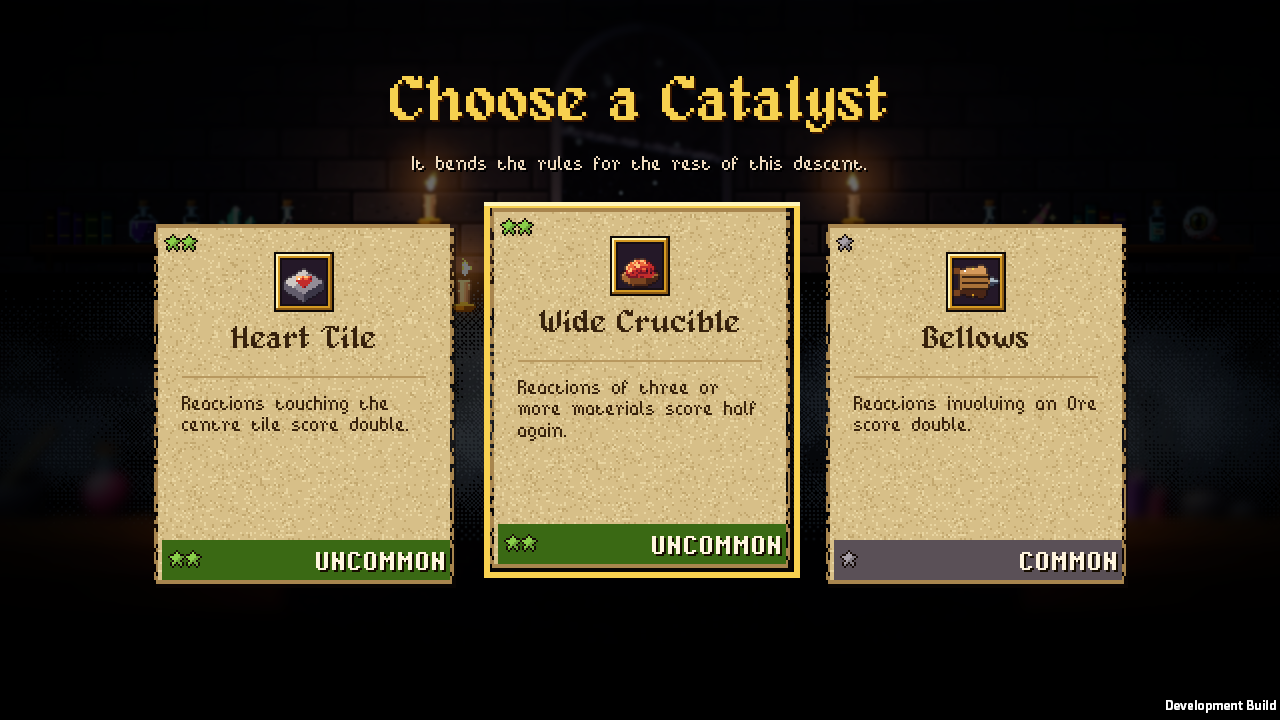 Choose a Catalyst
It bends the rules for the rest of this descent.
Heart Tile
Reactions touching the
centre tile score double.
UNCOMMON
Wide Crucible
Reactions of three or
more materials score half
again.
UNCOMMON
Bellows
Reactions involving an Ore
score double.
COMMON
Development Build